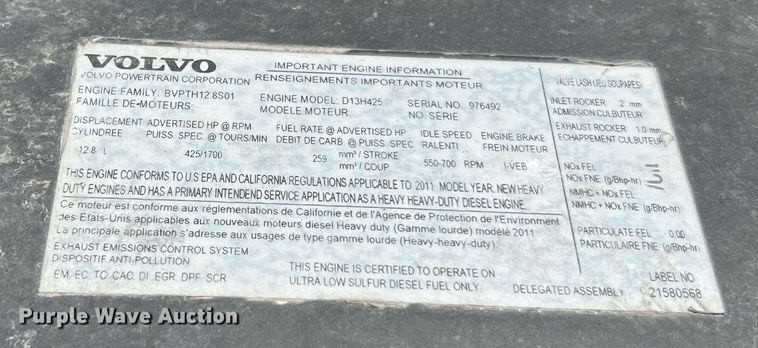 VOLVO
VOLVO POWERTRAIN CORPORATION
IMPORTANT ENGINE INFORMATION
RENSEIGNEMENTS IMPORTANTS MOTEUR
ENGINE FAMILY: BVPTH12.8S01
FAMILLE DE-MOTEURS
ENGINE MODEL: D13H425
MODELE MOTEUR:
SERIAL NO. 976492
NO. SERIE
DISPLACEMENT
CYLINDREE
12.8 L
ADVERTISED HP @ RPM
PUISS SPEC. @ TOURS/MIN
425/1700
FUEL RATE @ ADVERTISED HP
DEBIT DE CARB. @ PUISS. SPEC
259 mm³ / STROKE
mm³ / COUP
IDLE SPEED
RALENTI
550-700 RPM
ENGINE BRAKE
FREIN MOTEUR
I-VEB
THIS ENGINE CONFORMS TO U.S EPA AND CALIFORNIA REGULATIONS APPLICABLE TO 2011 MODEL YEAR. NEW HEAVY
DUTY ENGINES AND HAS A PRIMARY INTENDED SERVICE APPLICATION AS A HEAVY HEAVY-DUTY DIESEL ENGINE.
Ce moteur est conforme aux réglementations de Californie et de l'Agence de Protection de l'Environment
des Etats-Unis applicables aux nouveaux moteurs diesel Heavy duty (Gamme lourde) modèle 2011
La principale application s'adresse aux usages de type gamme lourde (Heavy-heavy-duty).
EXHAUST EMISSIONS CONTROL SYSTEM
DISPOSITIF ANTI-POLLUTION
EM, EC, TC, CAC, DI, EGR, DPF, SCR
THIS ENGINE IS CERTIFIED TO OPERATE ON
ULTRA LOW SULFUR DIESEL FUEL ONLY
DELEGATED ASSEMBLY
VALVE LASH (JEU SOUPAPES)
INLET ROCKER .2 mm
ADMISSION CULBUTEUR
EXHAUST ROCKER 1.0 mm
ECHAPPEMENT CULBUTEUR
NOx FEL
NOx FNE (g/Bhp-hr)
NMHC + NOx FEL
NMHC + NOx FNE (g/Bhp-hr)
PARTICULATE FEL 0.00
PARTICULAIRE FNE (g/Bhp-hr)
LABEL NO
21580568
Purple Wave Auction